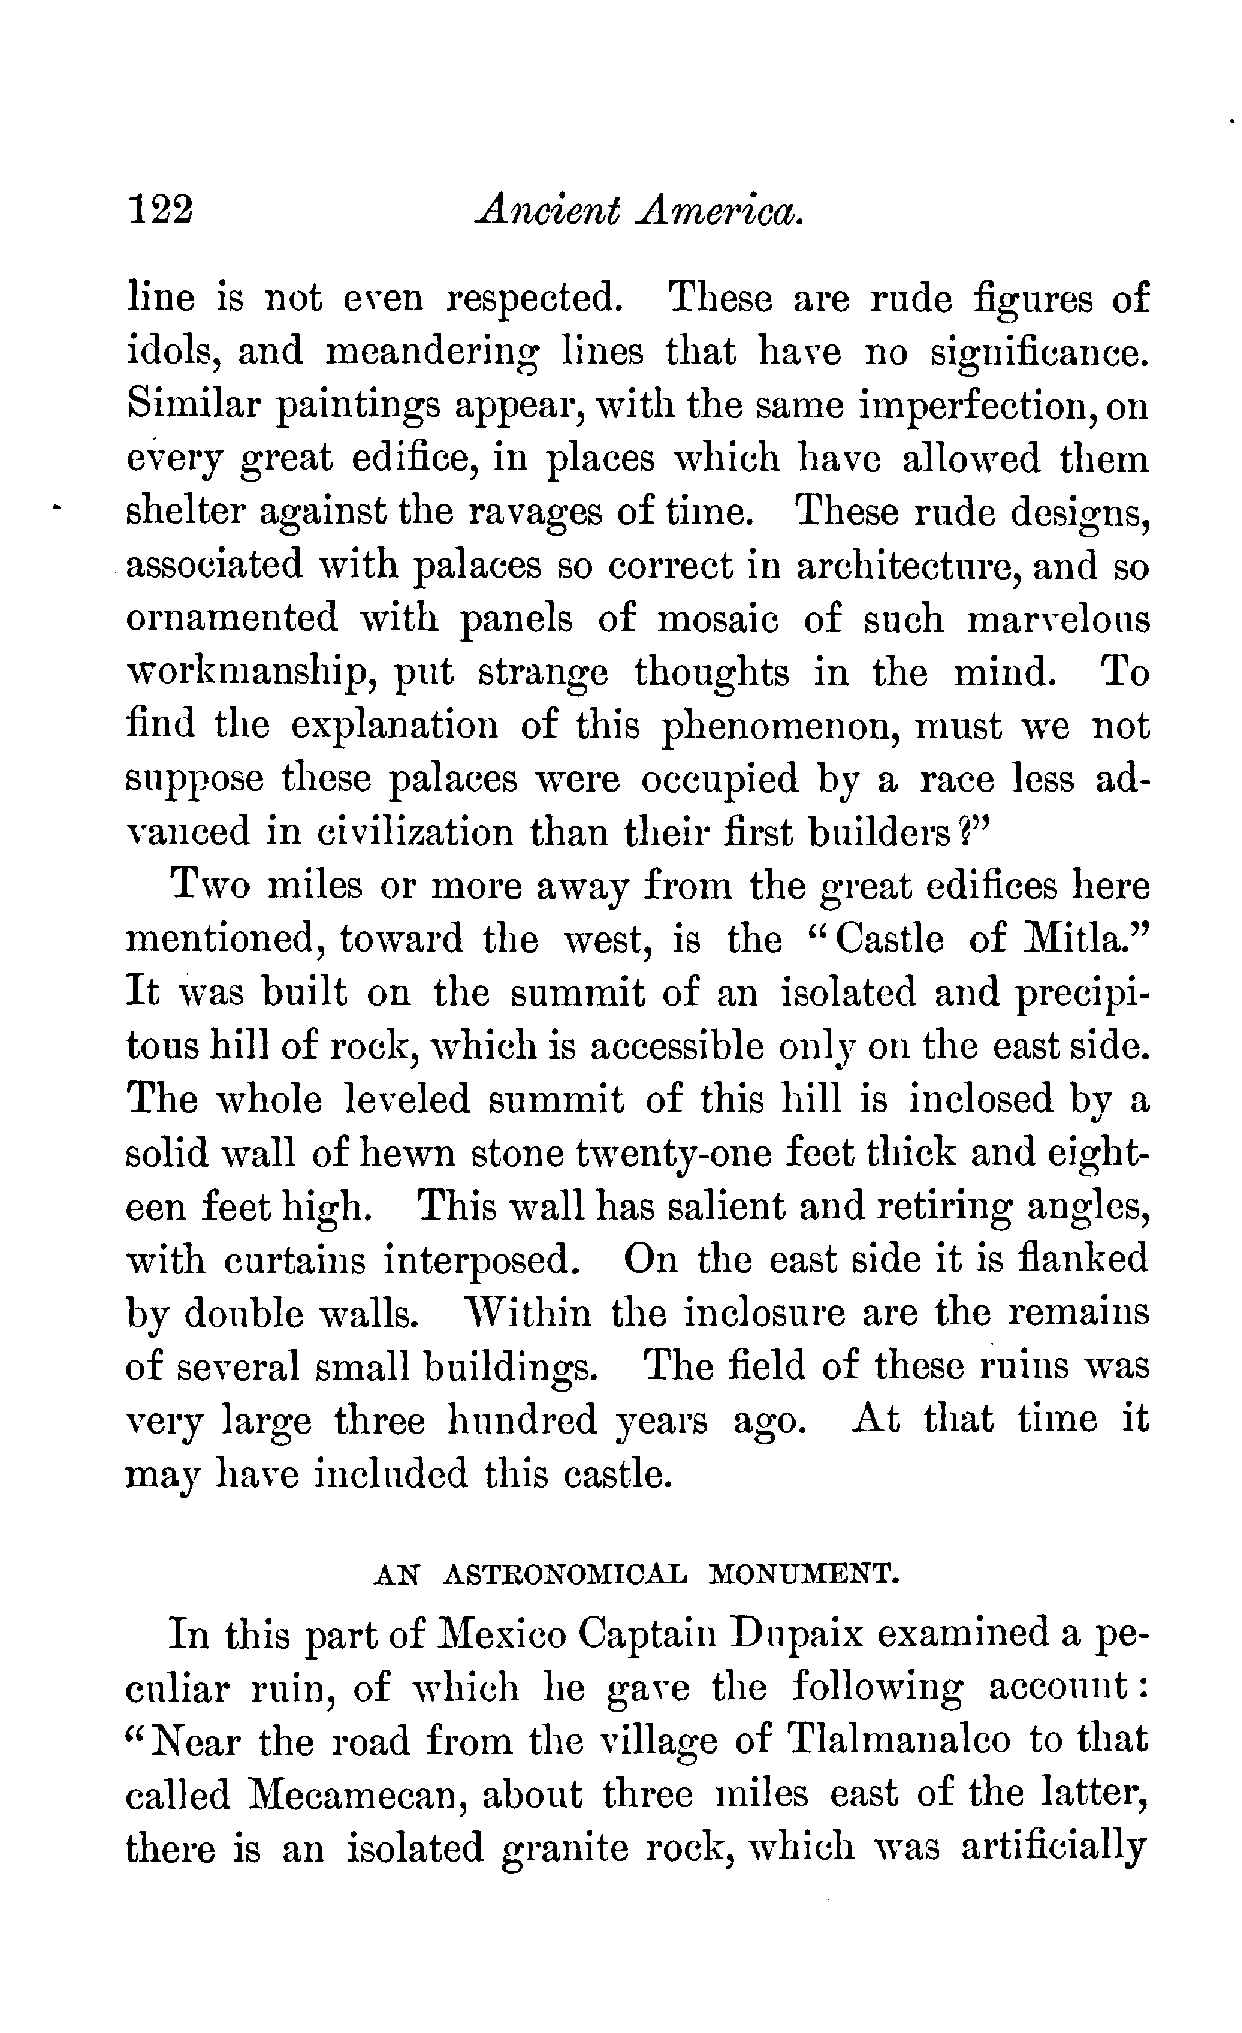 122 Ancient America.
line is not even respected. These are rude figures of
idols, and meandering lines that have no significance.
Similar paintings appear, with the same imperfection, on
every great edifice, in places which have allowed them
shelter against the ravages of time. These rude designs,
associated with palaces so correct in architecture, and so
ornamented with panels of mosaic of such marvelous
workmanship, put strange thoughts in the mind. To
find the explanation of this phenomenon, must we not
suppose these palaces were occupied by a race less ad-
vanced in civilization than their first builders?"
Two miles or more away from the great edifices here
mentioned, toward the west, is the "Castle of Mitla."
It was built on the summit of an isolated and precipi-
tous hill of rock, which is accessible only on the east side.
The whole leveled summit of this hill is inclosed by a
solid wall of hewn stone twenty-one feet thick and eight-
een feet high. This wall has salient and retiring angles,
with curtains interposed. On the east side it is flanked
by double walls. Within the inclosure are the remains
of several small buildings. The field of these ruins was
very large three hundred years ago. At that time it
may have included this castle.
AN ASTRONOMICAL MONUMENT.
In this part of Mexico Captain Dupaix examined a pe-
culiar ruin, of which he gave the following account:
"Near the road from the village of Tlalmanalco to that
called Mecamecan, about three miles east of the latter,
there is an isolated granite rock, which was artificially